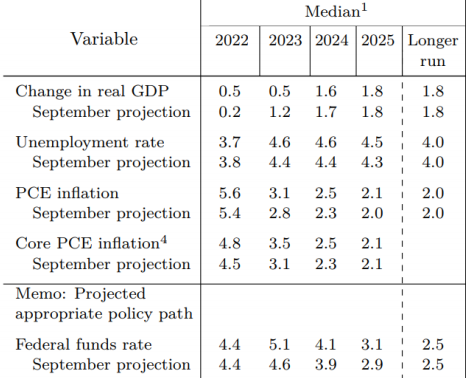 Median1
Variable 2022 2023 2024 2025 Longer
run
Change in real GDP 0.5 0.5 1.6 1.8 1.8
September projection 0.2 1.2 1.7 1.8 1.8
Unemployment rate 3.7 4.6 4.6 4.5 4.0
September projection 3.8 4.4 4.4 4.3 4.0
PCE inflation 5.6 3.1 2.5 2.1 2.0
September projection 5.4 2.8 2.3 2.0 2.0
Core PCE inflation4 4.8 3.5 2.5 2.1
September projection 4.5 3.1 2.3 2.1
Memo: Projected
appropriate policy path
Federal funds rate 4.4 5.1 4.1 3.1 2.5
September projection 4.4 4.6 3.9 2.9 2.5